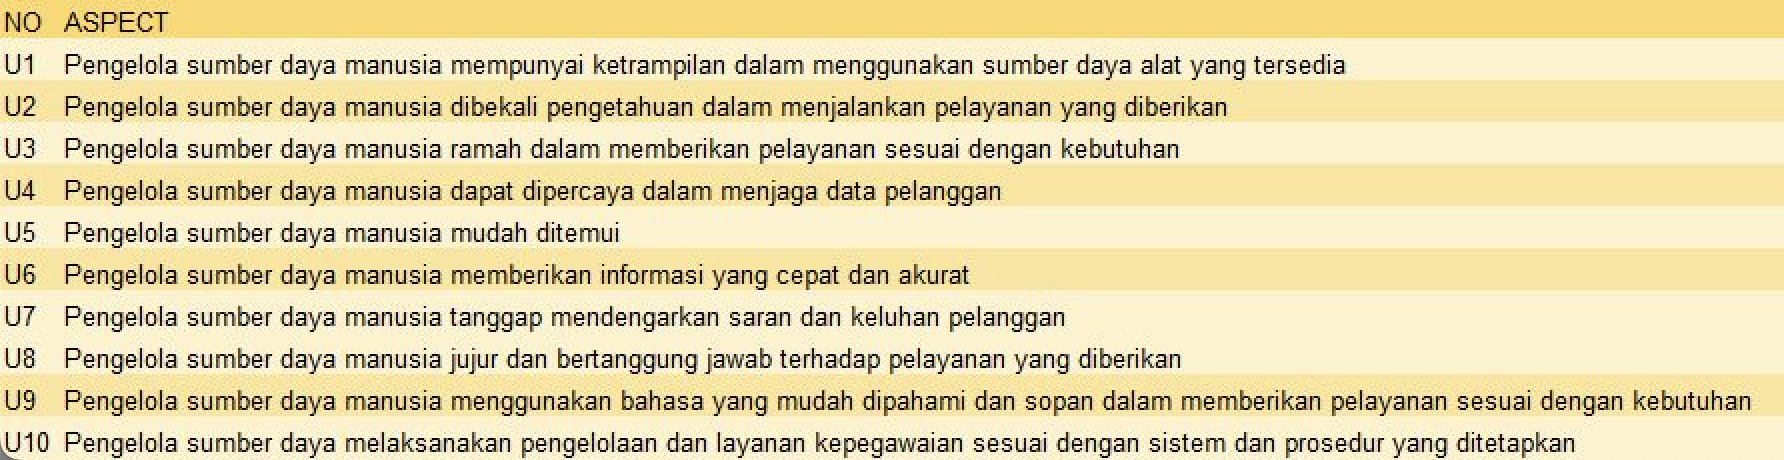 NO ASPECT
U1 Pengelola sumber daya manusia mempunyai ketrampilan dalam menggunakan sumber daya alat yang tersedia
U2 Pengelola sumber daya manusia dibekali pengetahuan dalam menjalankan pelayanan yang diberikan
U3 Pengelola sumber daya manusia ramah dalam memberikan pelayanan sesuai dengan kebutuhan
U4 Pengelola sumber daya manusia dapat dipercaya dalam menjaga data pelanggan
U5 Pengelola sumber daya manusia mudah ditemui
U6 Pengelola sumber daya manusia memberikan informasi yang cepat dan akurat
U7 Pengelola sumber daya manusia tanggap mendengarkan saran dan keluhan pelanggan
U8 Pengelola sumber daya manusia jujur dan bertanggung jawab terhadap pelayanan yang diberikan
U9 Pengelola sumber daya manusia menggunakan bahasa yang mudah dipahami dan sopan dalam memberikan pelayanan sesuai dengan kebutuhan
U10 Pengelola sumber daya melaksanakan pengelolaan dan layanan kepegawaian sesuai dengan sistem dan prosedur yang ditetapkan